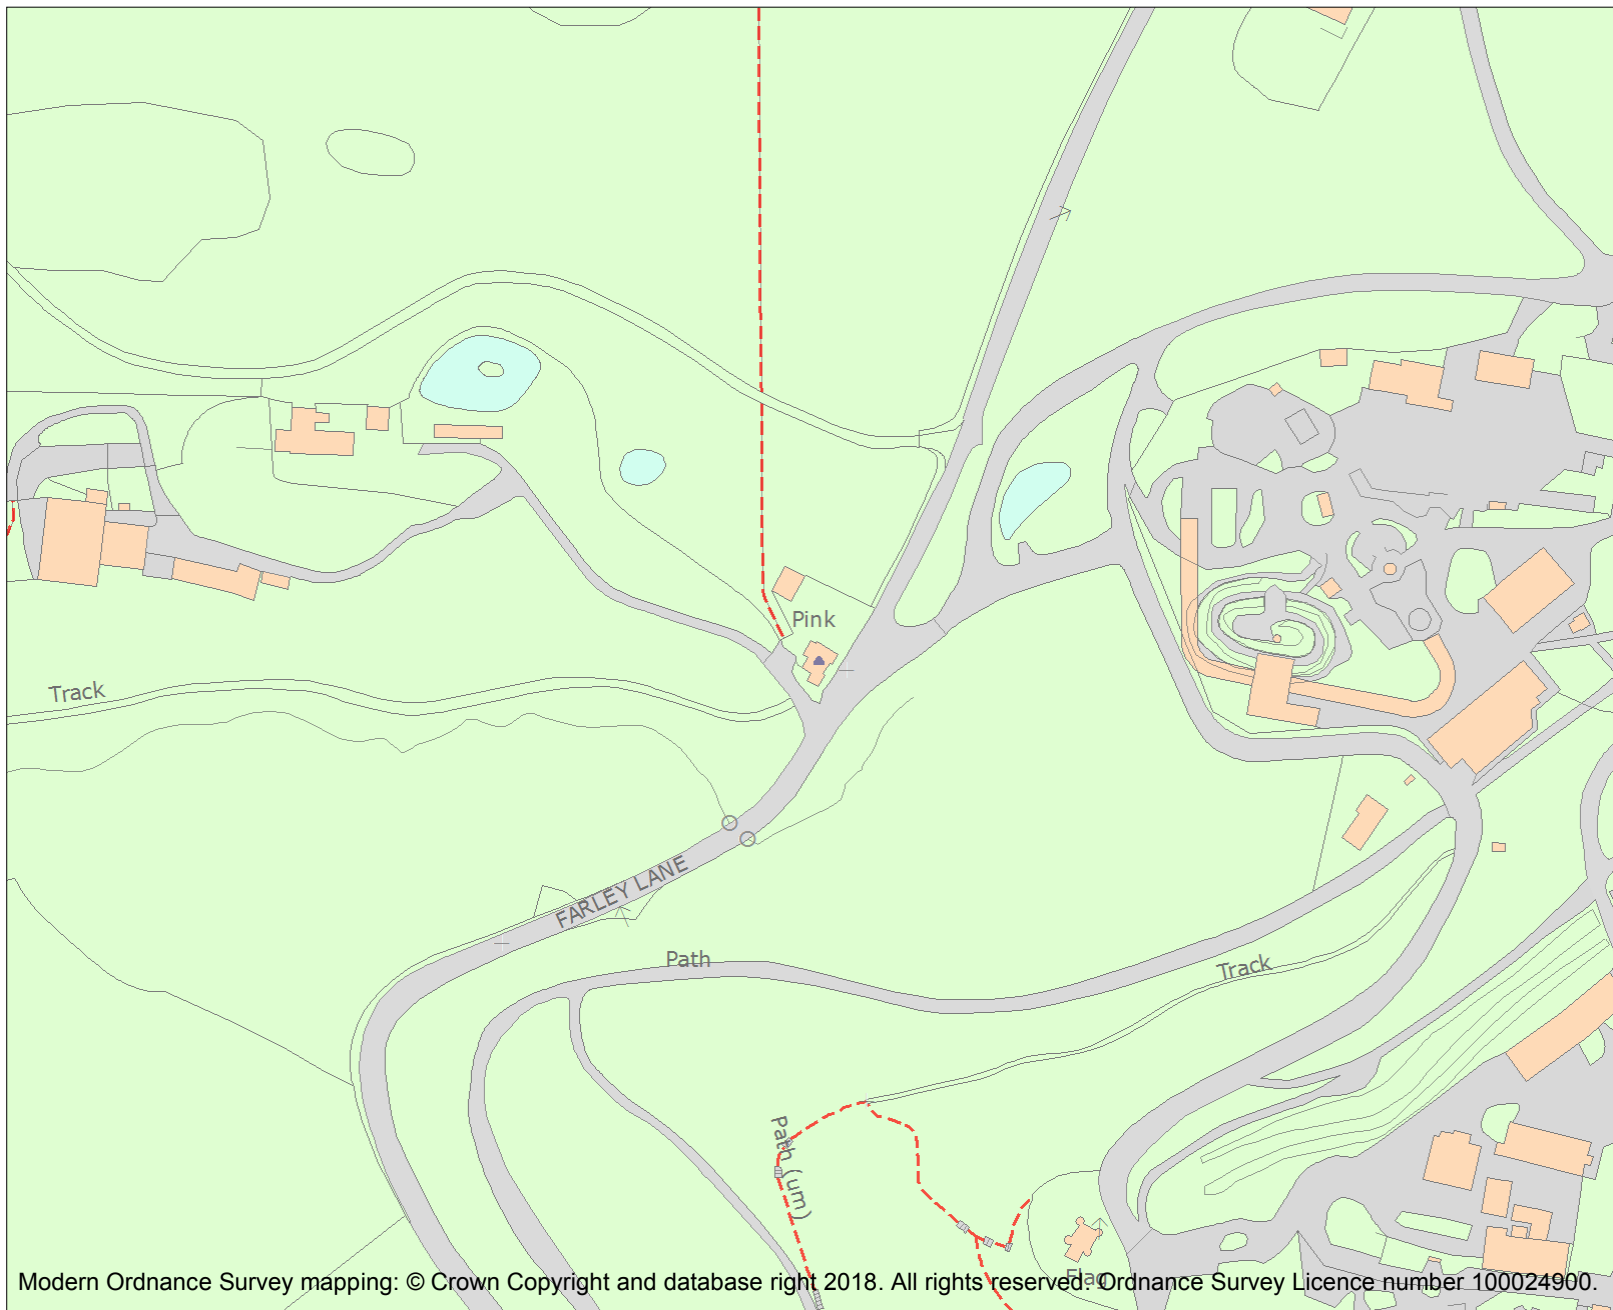 Pink
Track
FARLEY LANE
Path
Track
Path (um)
Flag
Modern Ordnance Survey mapping: © Crown Copyright and database right 2018. All rights reserved. Ordnance Survey Licence number 100024900.